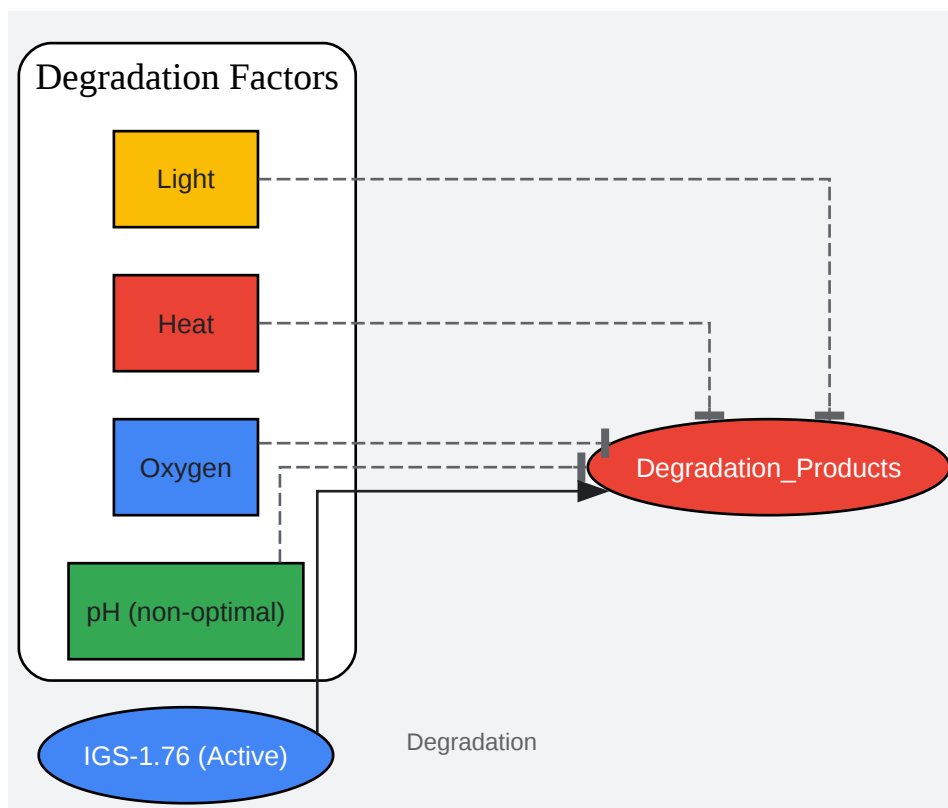 Degradation Factors
Light
Heat
Oxygen
Degradation_Products
pH (non-optimal)
IGS-1.76 (Active)
Degradation